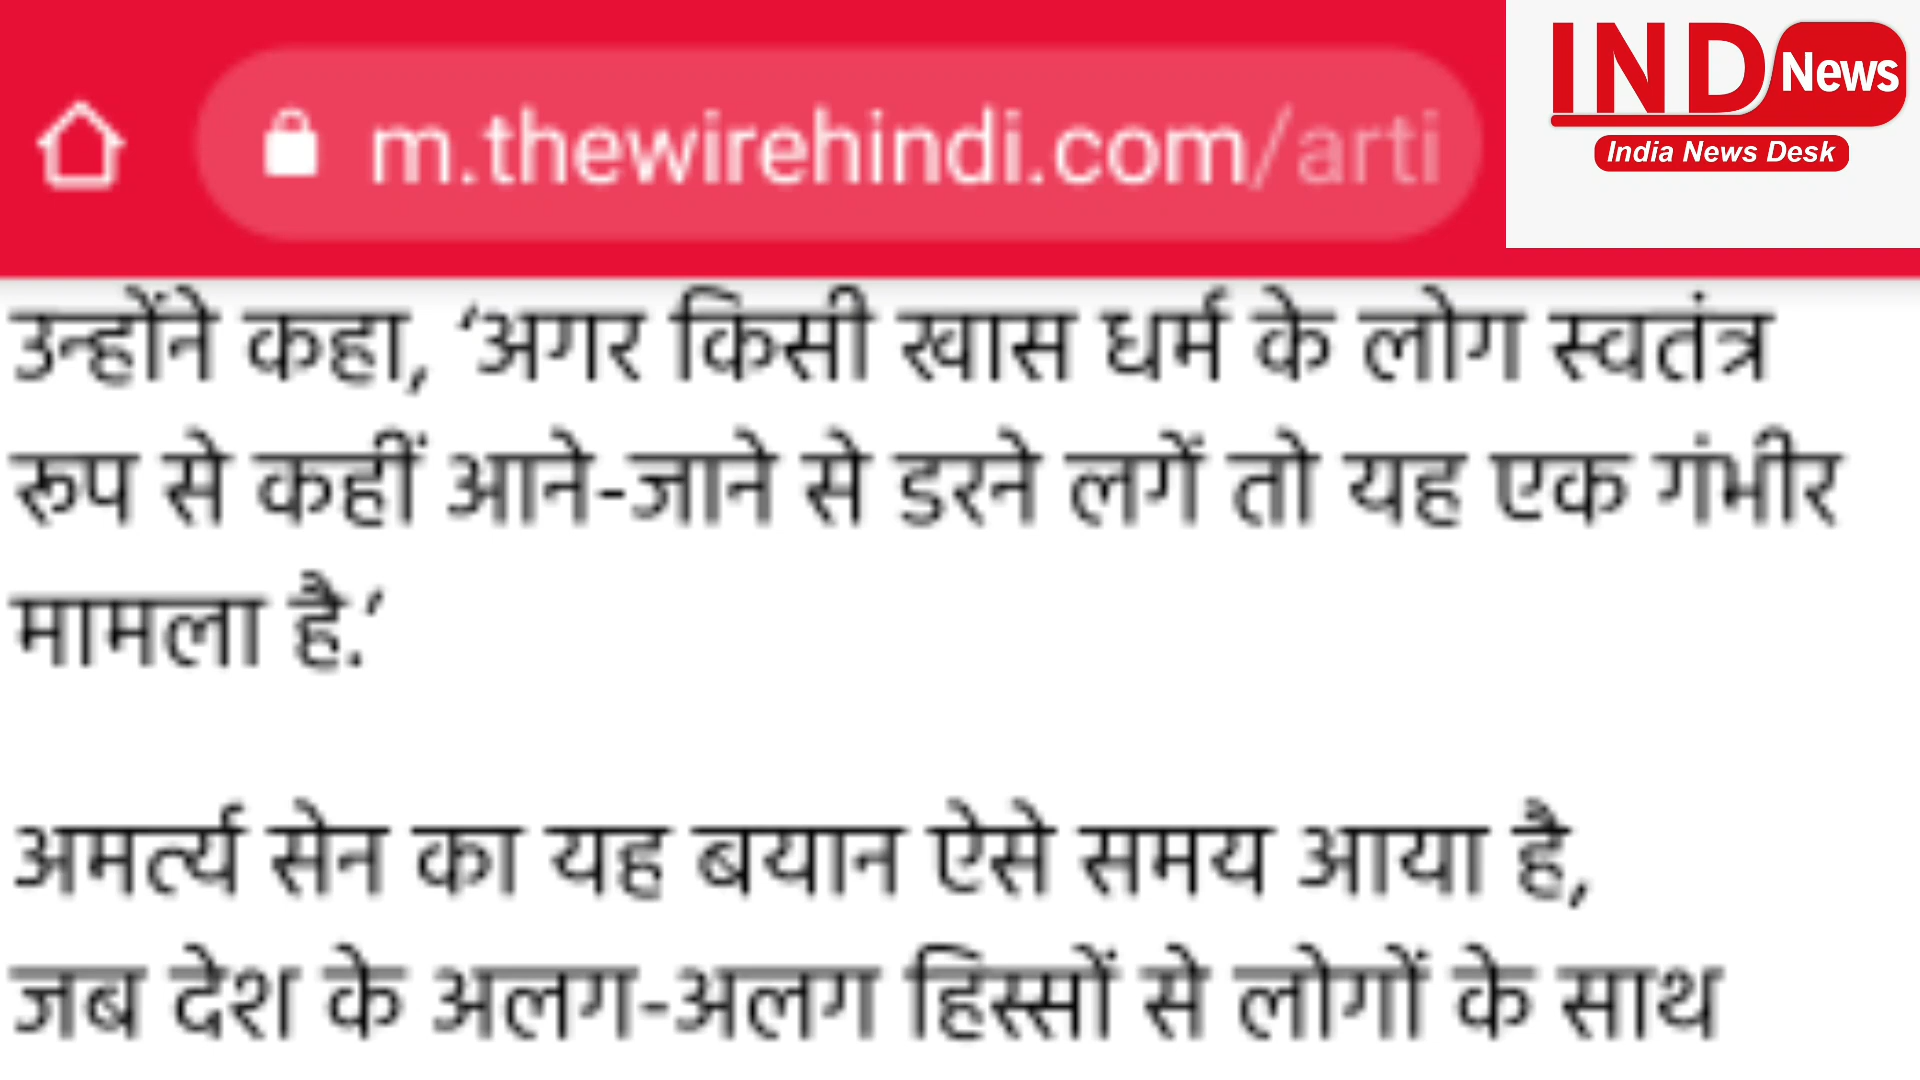 m.thewirehindi.com/arti
IND News
India News Desk
उन्होंने कहा, ‘अगर किसी खास धर्म के लोग स्वतंत्र
रूप से कहीं आने-जाने से डरने लगें तो यह एक गंभीर
मामला है.’
अमर्त्य सेन का यह बयान ऐसे समय आया है,
जब देश के अलग-अलग हिस्सों से लोगों के साथ